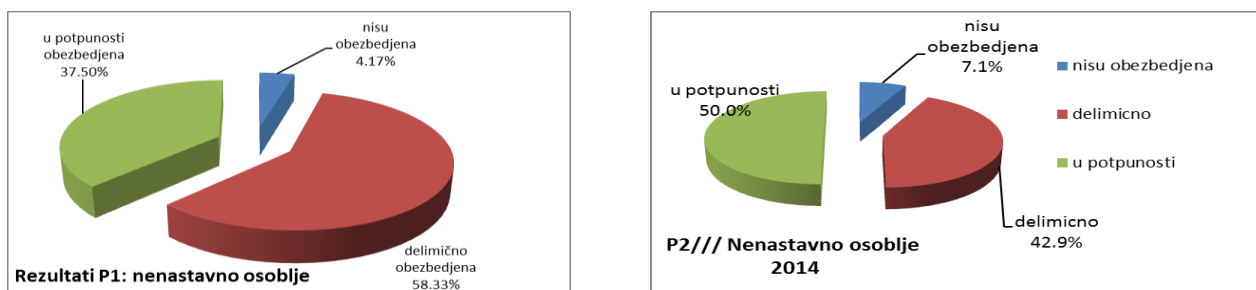 u potpunosti
obezbedjena
37.50%
nisu
obezbedjena
4.17%
delimično
obezbedjena
58.33%
Rezultati P1: nenastavno osoblje
nisu
obezbedjena
7.1%
u potpunosti
50.0%
nisu obezbedjena
delimicno
u potpunosti
delimicno
42.9%
P2/// Nenastavno osoblje
2014